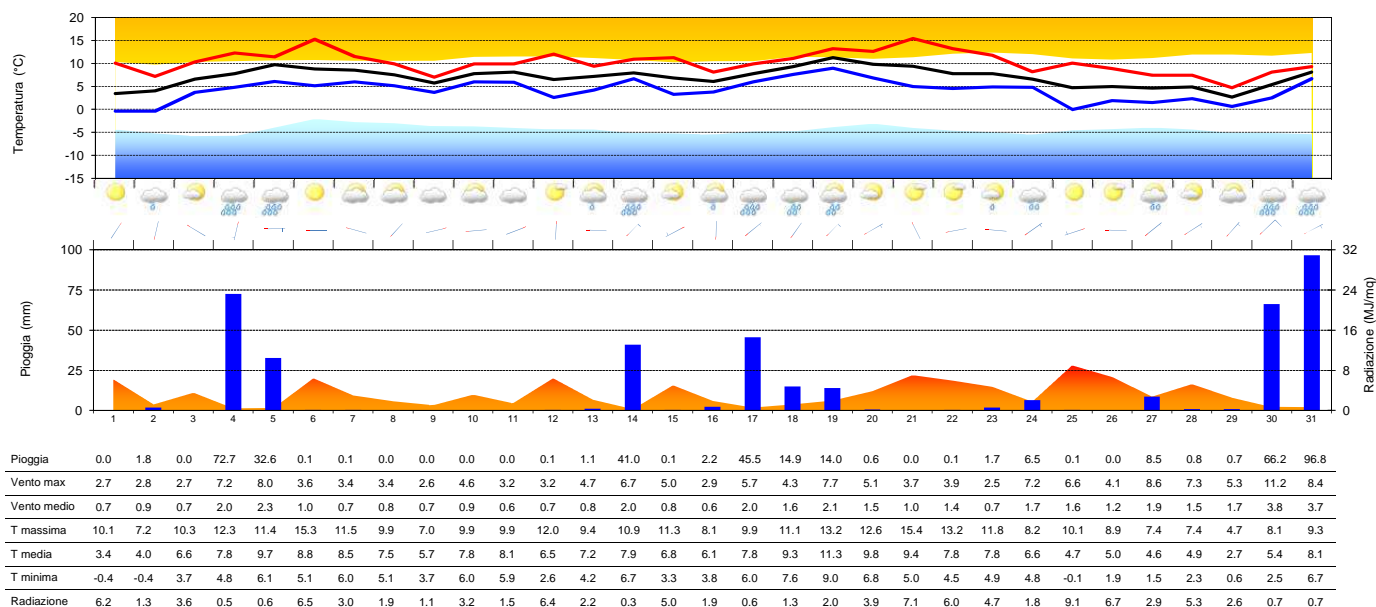 20
15
10
5
0
-5
-10
-15
Temperatura (°C)
100
75
50
25
0
Pioggia (mm)
32
24
16
8
0
Radiazione (MJ/mq)
1 2 3 4 5 6 7 8 9 10 11 12 13 14 15 16 17 18 19 20 21 22 23 24 25 26 27 28 29 30 31
Pioggia 0.0 1.8 0.0 72.7 32.6 0.1 0.1 0.0 0.0 0.0 0.0 0.1 1.1 41.0 0.1 2.2 45.5 14.9 14.0 0.6 0.0 0.1 1.7 6.5 0.1 0.0 8.5 0.8 0.7 66.2 96.8
Vento max 2.7 2.8 2.7 7.2 8.0 3.6 3.4 3.4 2.6 4.6 3.2 3.2 4.7 6.7 5.0 2.9 5.7 4.3 7.7 5.1 3.7 3.9 2.5 7.2 6.6 4.1 8.6 7.3 5.3 11.2 8.4
Vento medio 0.7 0.9 0.7 2.0 2.3 1.0 0.7 0.8 0.7 0.9 0.6 0.7 0.8 2.0 0.8 0.6 2.0 1.6 2.1 1.5 1.0 1.4 0.7 1.7 1.6 1.2 1.9 1.5 1.7 3.8 3.7
T massima 10.1 7.2 10.3 12.3 11.4 15.3 11.5 9.9 7.0 9.9 9.9 12.0 9.4 10.9 11.3 8.1 9.9 11.1 13.2 12.6 15.4 13.2 11.8 8.2 10.1 8.9 7.4 7.4 4.7 8.1 9.3
T media 3.4 4.0 6.6 7.8 9.7 8.8 8.5 7.5 5.7 7.8 8.1 6.5 7.2 7.9 6.8 6.1 7.8 9.3 11.3 9.8 9.4 7.8 7.8 6.6 4.7 5.0 4.6 4.9 2.7 5.4 8.1
T minima -0.4 -0.4 3.7 4.8 6.1 5.1 6.0 5.1 3.7 6.0 5.9 2.6 4.2 6.7 3.3 3.8 6.0 7.6 9.0 6.8 5.0 4.5 4.9 4.8 -0.1 1.9 1.5 2.3 0.6 2.5 6.7
Radiazione 6.2 1.3 3.6 0.5 0.6 6.5 3.0 1.9 1.1 3.2 1.5 6.4 2.2 0.3 5.0 1.9 0.6 1.3 2.0 3.9 7.1 6.0 4.7 1.8 9.1 6.7 2.9 5.3 2.6 0.7 0.7